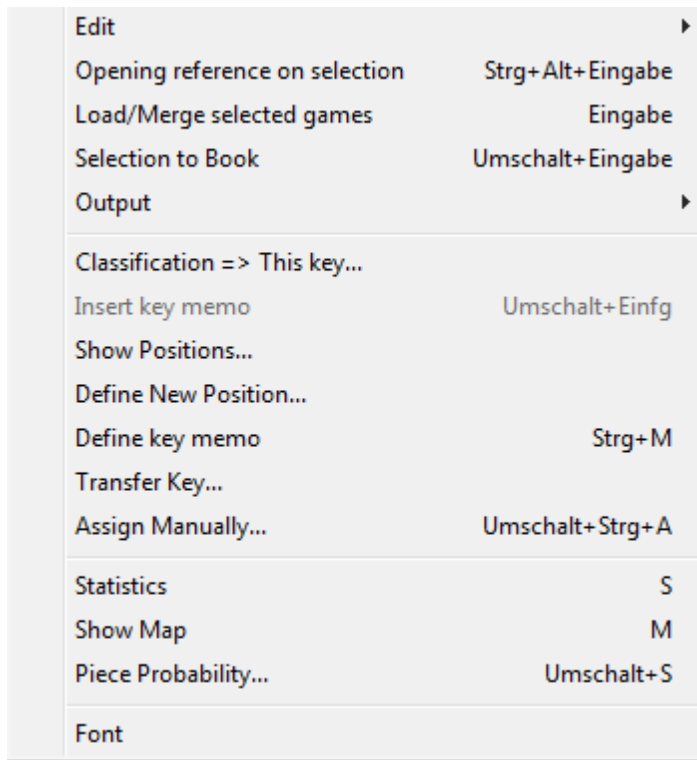 Edit
Opening reference on selection Strg+Alt+Eingabe
Load/Merge selected games Eingabe
Selection to Book Umschalt+Eingabe
Output
Classification => This key...
Insert key memo Umschalt+Einfg
Show Positions...
Define New Position...
Define key memo Strg+M
Transfer Key...
Assign Manually... Umschalt+Strg+A
Statistics S
Show Map M
Piece Probability... Umschalt+S
Font